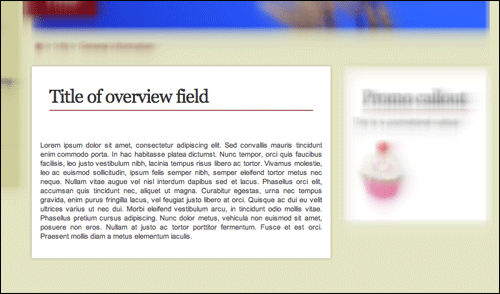 Title of overview field
Promo callout
Lorem ipsum dolor sit amet, consectetur adipiscing elit. Sed convallis mauris tincidunt
enim commodo porta. In hac habitasse platea dictumst. Nunc tempor, orci quis faucibus
facilisis, leo justo vestibulum nibh, lacinia tempus risus libero ac tortor. Vivamus molestie,
leo ac euismod sollicitudin, ipsum felis semper nibh, semper eleifend tortor metus nec
neque. Nullam vitae augue vel nisl interdum dapibus sed et lacus. Phasellus orci elit,
accumsan quis tincidunt nec, aliquet ut magna. Curabitur egestas, urna nec tempus
gravida, enim purus fringilla lacus, vel feugiat justo libero at orci. Quisque ac dui eu velit
ultrices varius ut nec dui. Morbi eleifend vestibulum arcu, in tincidunt odio mollis vitae.
Phasellus pretium cursus adipiscing. Nunc dolor metus, vehicula non euismod sit amet,
posuere non eros. Nullam at justo ac tortor porttitor fermentum. Fusce et est orci.
Praesent mollis diam a metus elementum iaculis.